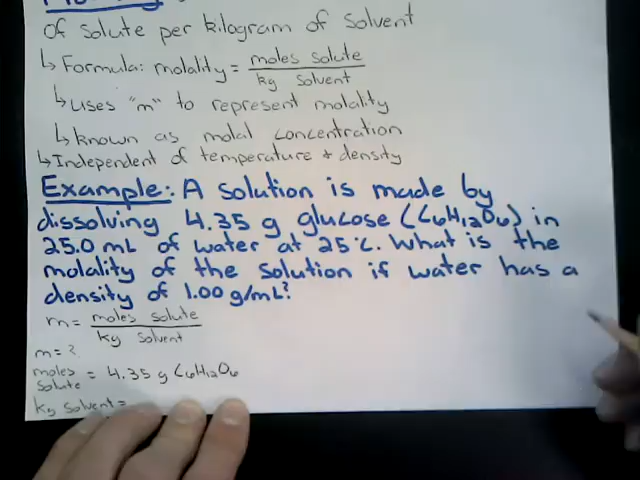 of solute per kilogram of solvent
↳ Formula: molality = moles solute / kg solvent
↳ Uses "m" to represent molality
↳ Known as molal concentration
↳ Independent of temperature + density
Example: A solution is made by
dissolving 4.35 g glucose (C₆H₁₂O₆) in
25.0 mL of water at 25°C. What is the
molality of the solution if water has a
density of 1.00 g/mL?
m = moles solute / kg solvent
m = ?
moles solute = 4.35 g C₆H₁₂O₆
kg solvent =